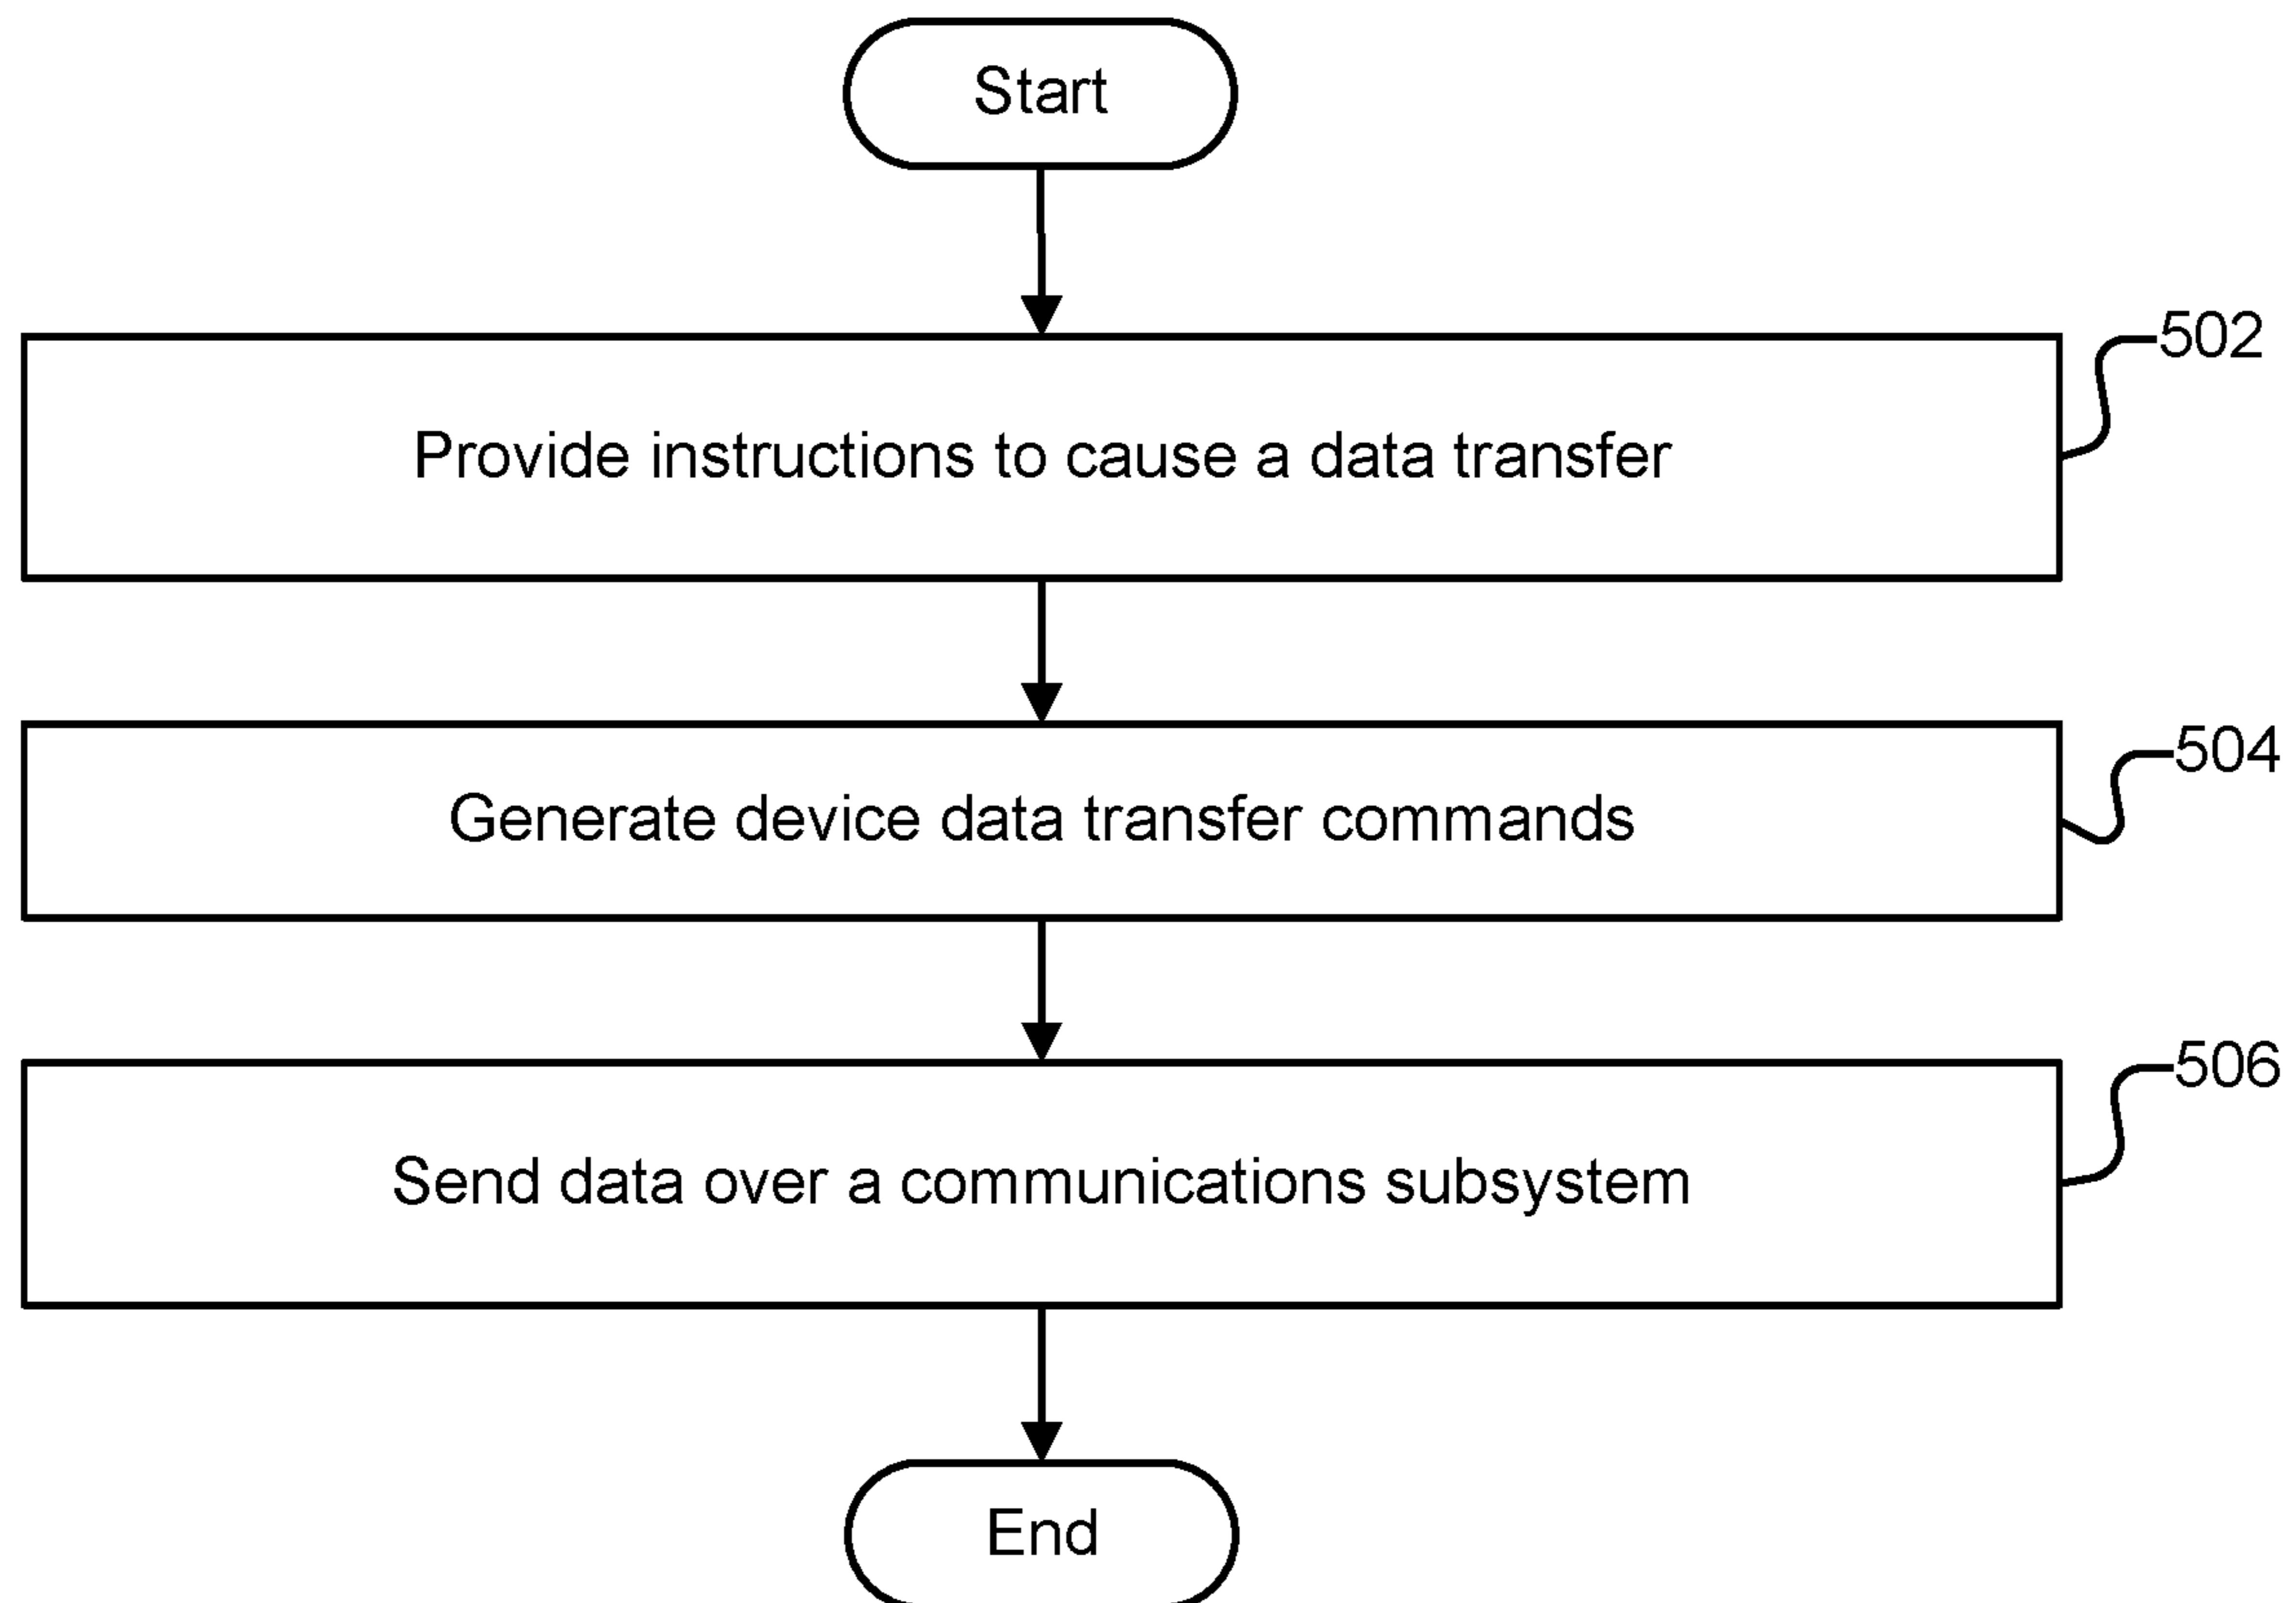 Start
502
Provide instructions to cause a data transfer
504
Generate device data transfer commands
506
Send data over a communications subsystem
End